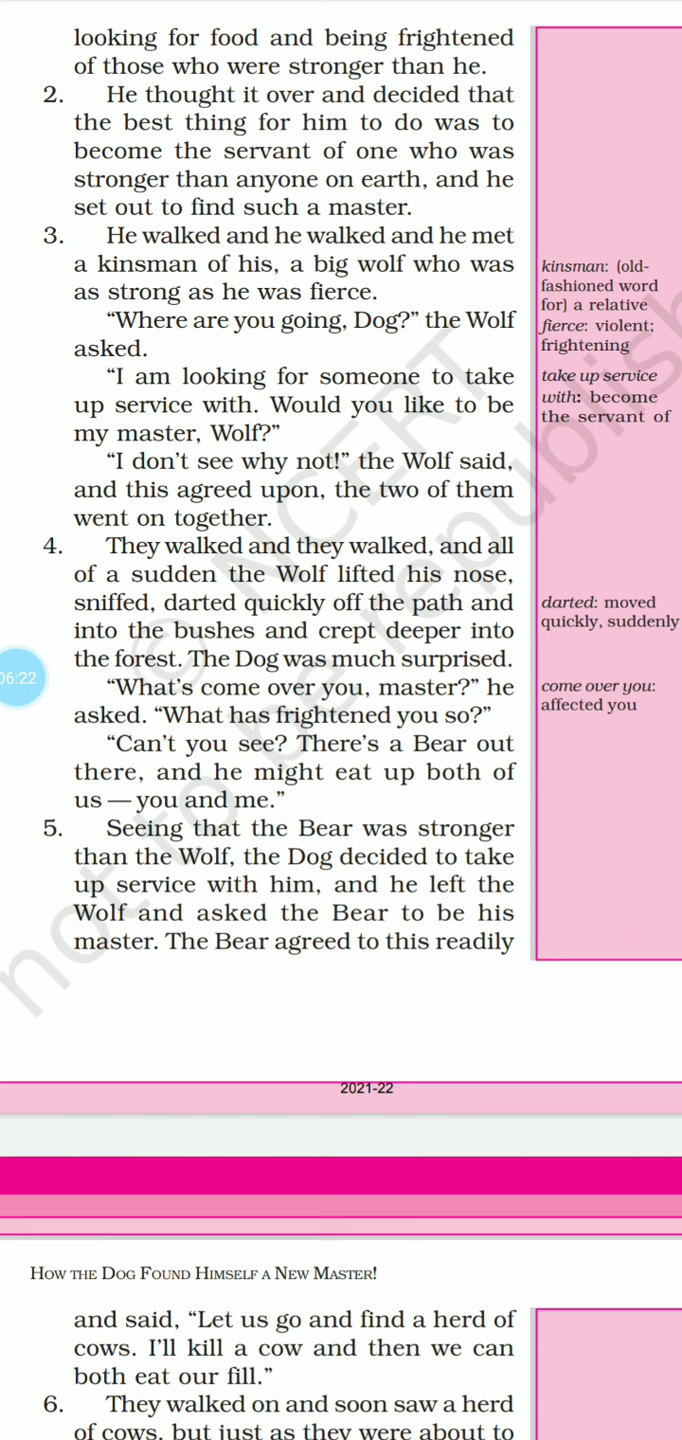 looking for food and being frightened
of those who were stronger than he.
2. He thought it over and decided that
the best thing for him to do was to
become the servant of one who was
stronger than anyone on earth, and he
set out to find such a master.
3. He walked and he walked and he met
a kinsman of his, a big wolf who was
as strong as he was fierce.
“Where are you going, Dog?” the Wolf
asked.
“I am looking for someone to take
up service with. Would you like to be
my master, Wolf?”
“I don’t see why not!” the Wolf said,
and this agreed upon, the two of them
went on together.
4. They walked and they walked, and all
of a sudden the Wolf lifted his nose,
sniffed, darted quickly off the path and
into the bushes and crept deeper into
the forest. The Dog was much surprised.
“What’s come over you, master?” he
asked. “What has frightened you so?”
“Can’t you see? There’s a Bear out
there, and he might eat up both of
us — you and me.”
5. Seeing that the Bear was stronger
than the Wolf, the Dog decided to take
up service with him, and he left the
Wolf and asked the Bear to be his
master. The Bear agreed to this readily
kinsman: (old-
fashioned word
for) a relative
fierce: violent;
frightening
take up service
with: become
the servant of
darted: moved
quickly, suddenly
come over you:
affected you
06:22
© NCERT
not to be republish
2021-22
HOW THE DOG FOUND HIMSELF A NEW MASTER!
and said, “Let us go and find a herd of
cows. I’ll kill a cow and then we can
both eat our fill.”
6. They walked on and soon saw a herd
of cows, but just as they were about to